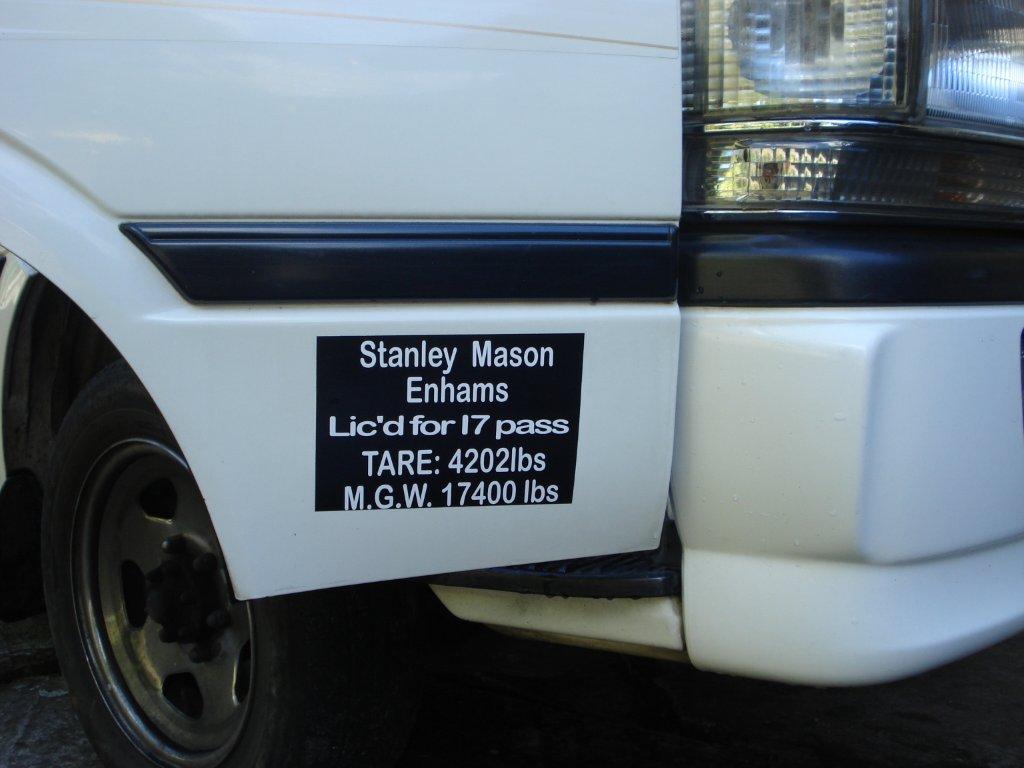 Stanley Mason
Enhams
Lic'd for 17 pass
TARE: 4202lbs
M.G.W. 17400 lbs